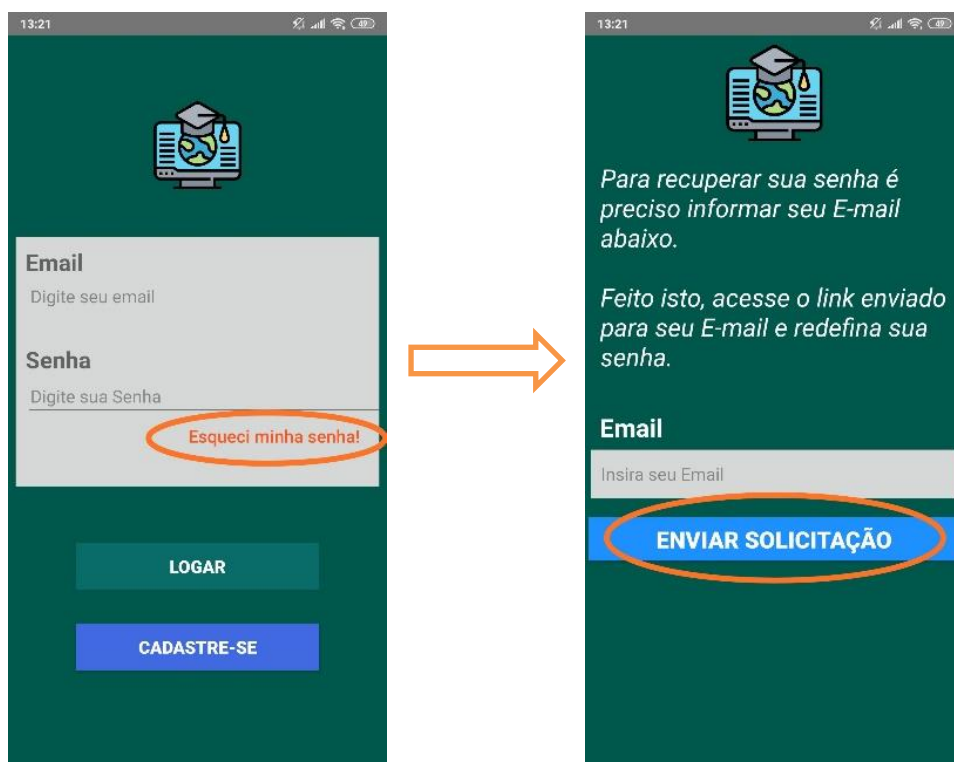 13:21
49
Email
Digite seu email
Senha
Digite sua Senha
Esqueci minha senha!
LOGAR
CADASTRE-SE
13:21
49
Para recuperar sua senha é
preciso informar seu E-mail
abaixo.
Feito isto, acesse o link enviado
para seu E-mail e redefina sua
senha.
Email
Insira seu Email
ENVIAR SOLICITAÇÃO